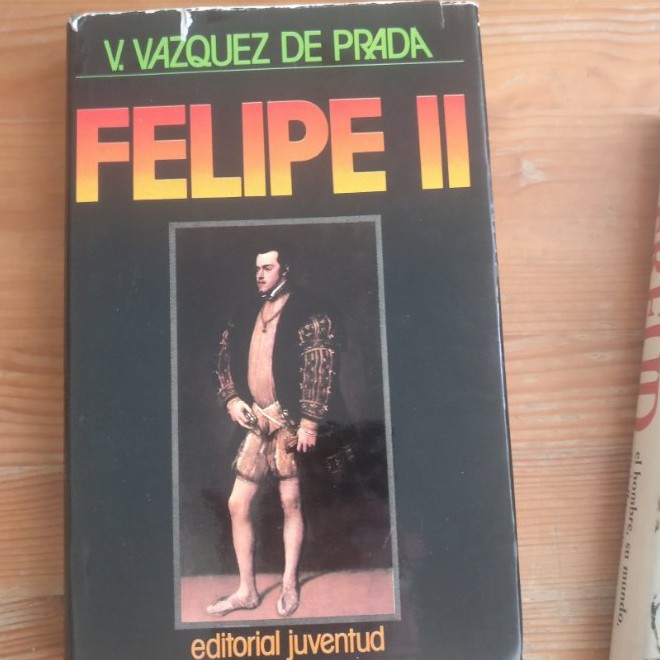 V. VAZQUEZ DE PRADA
FELIPE II
editorial juventud
el hombre, su mundo,